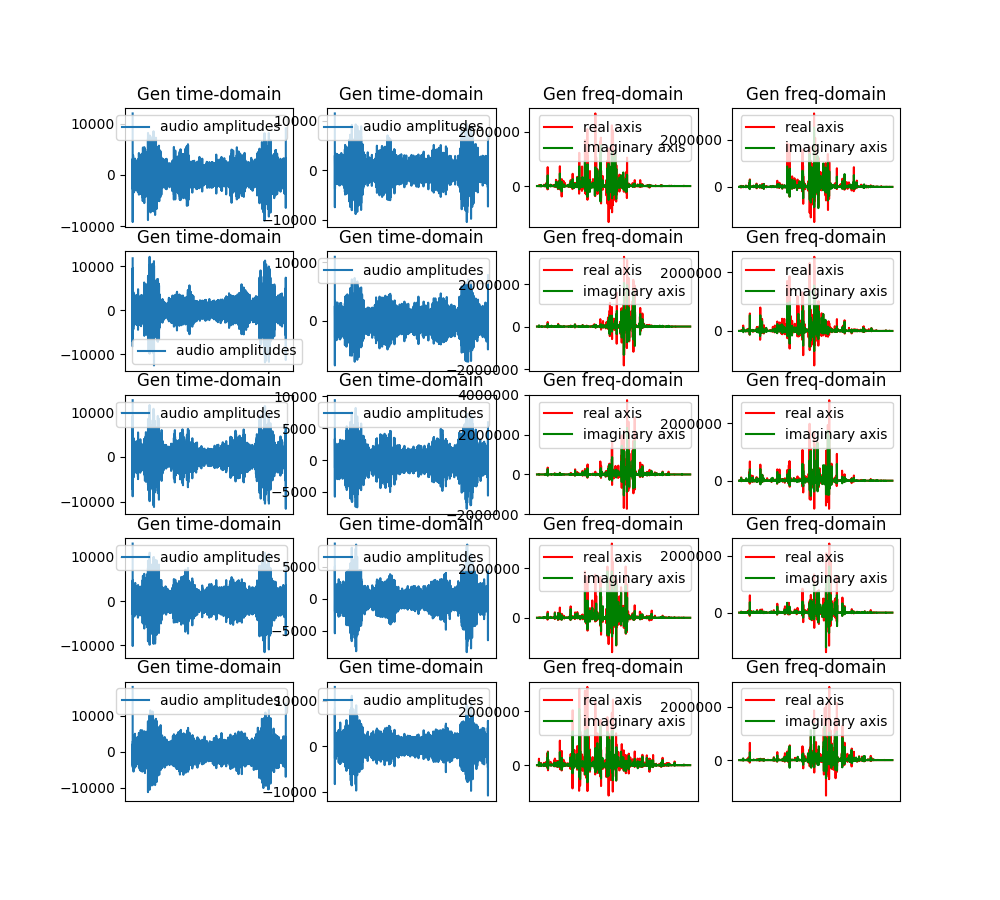 Gen time-domain Gen time-domain Gen freq-domain Gen freq-domain
10000 audio amplitudes 10000 audio amplitudes 2000000 real axis 2000000 real axis
imaginary axis imaginary axis
0 0 0 0
−10000 −10000
Gen time-domain Gen time-domain Gen freq-domain Gen freq-domain
10000 10000 audio amplitudes 2000000 real axis 2000000 real axis
imaginary axis imaginary axis
0 0 0 0
−10000 audio amplitudes −2000000
Gen time-domain Gen time-domain Gen freq-domain Gen freq-domain
10000 audio amplitudes 10000 audio amplitudes 4000000 real axis 2000000 real axis
5000 2000000 imaginary axis imaginary axis
0 0 0 0
−10000 −5000 −2000000
Gen time-domain Gen time-domain Gen freq-domain Gen freq-domain
10000 audio amplitudes 5000 audio amplitudes 2000000 real axis 2000000 real axis
imaginary axis imaginary axis
0 0 0 0
−10000 −5000
Gen time-domain Gen time-domain Gen freq-domain Gen freq-domain
10000 audio amplitudes 10000 audio amplitudes 2000000 real axis 2000000 real axis
imaginary axis imaginary axis
0 0 0 0
−10000 −10000